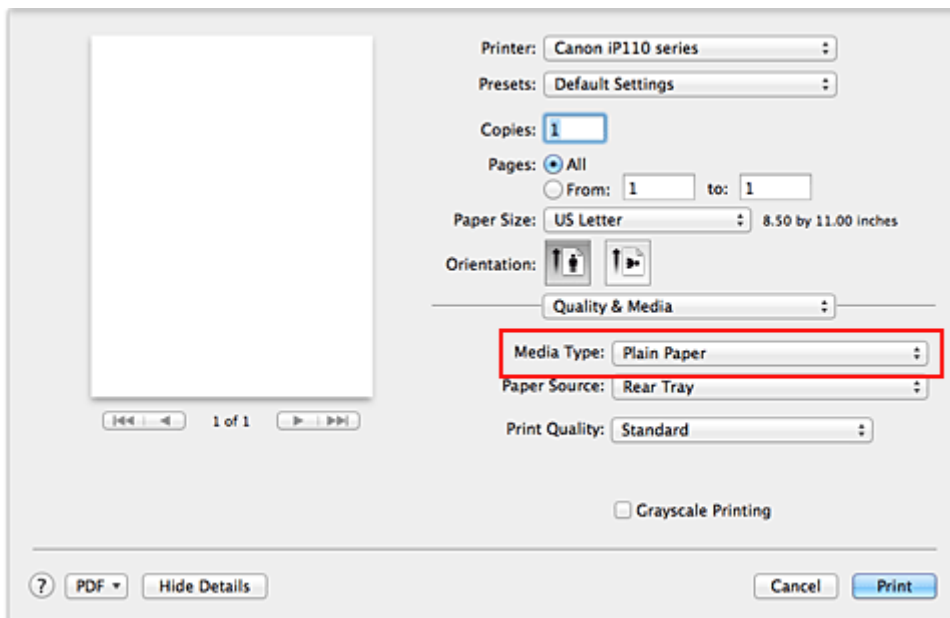 Printer: Canon iP110 series
Presets: Default Settings
Copies: 1
Pages: All
From: 1 to: 1
Paper Size: US Letter 8.50 by 11.00 inches
Orientation:
Quality & Media
Media Type: Plain Paper
Paper Source: Rear Tray
1 of 1
Print Quality: Standard
Grayscale Printing
? PDF Hide Details Cancel Print